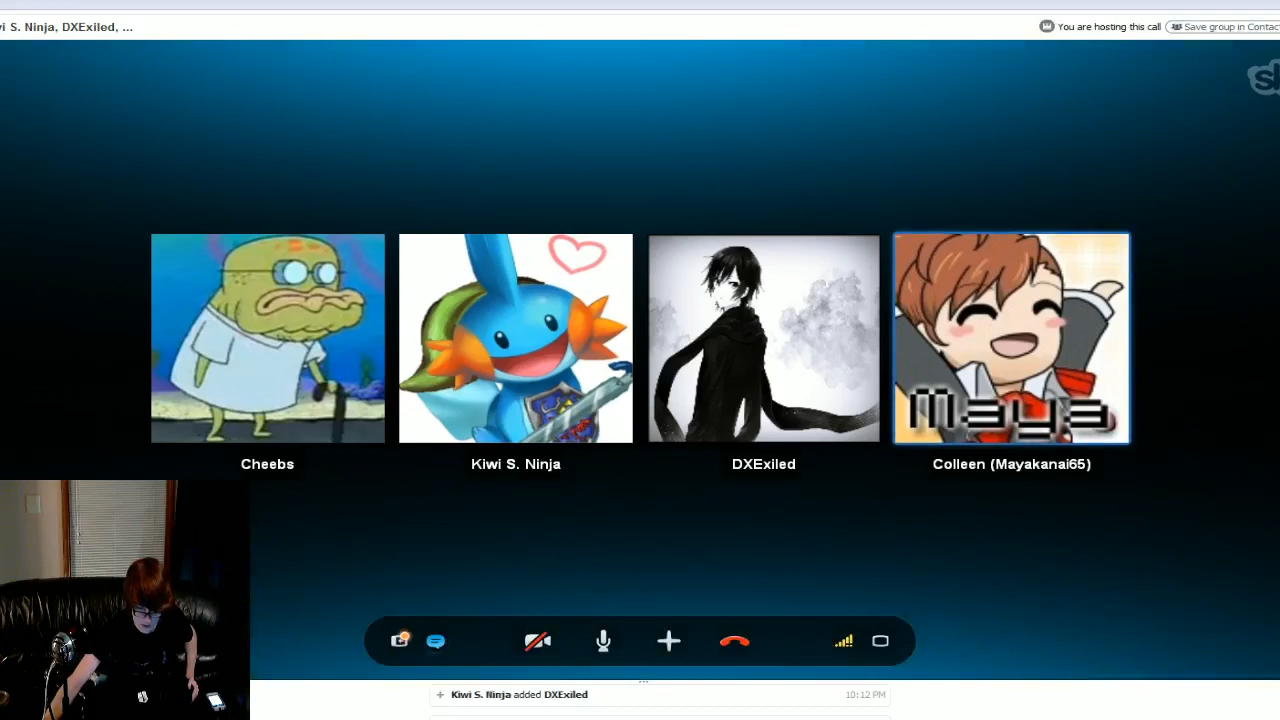 i S. Ninja, DXExiled, ...
You are hosting this call
Save group in Contac
Maya
Cheebs
Kiwi S. Ninja
DXExiled
Colleen (Mayakanai65)
Kiwi S. Ninja added DXExiled
10:12 PM